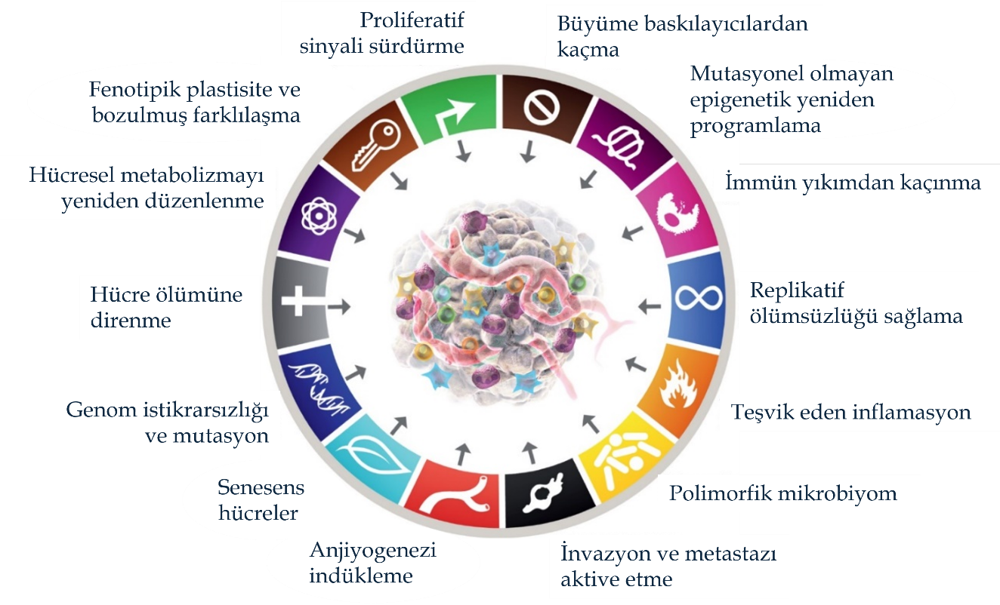 Proliferatif
sinyali sürdürme
Büyüme baskılayıcılardan
kaçma
Mutasyonel olmayan
epigenetik yeniden
programlama
İmmün yıkımdan kaçınma
Replikatif
ölümsüzlüğü sağlama
Teşvik eden inflamasyon
Polimorfik mikrobiyom
İnvazyon ve metastazı
aktive etme
Anjiyogenezi
indükleme
Senesens
hücreler
Genom istikrarsızlığı
ve mutasyon
Hücre ölümüne
direnme
Hücresel metabolizmayı
yeniden düzenlenme
Fenotipik plastisite ve
bozulmuş farklılaşma